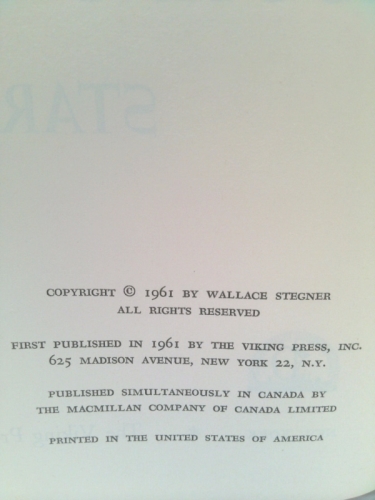 COPYRIGHT © 1961 BY WALLACE STEGNER
ALL RIGHTS RESERVED
FIRST PUBLISHED IN 1961 BY THE VIKING PRESS, INC.
625 MADISON AVENUE, NEW YORK 22, N.Y.
PUBLISHED SIMULTANEOUSLY IN CANADA BY
THE MACMILLAN COMPANY OF CANADA LIMITED
PRINTED IN THE UNITED STATES OF AMERICA